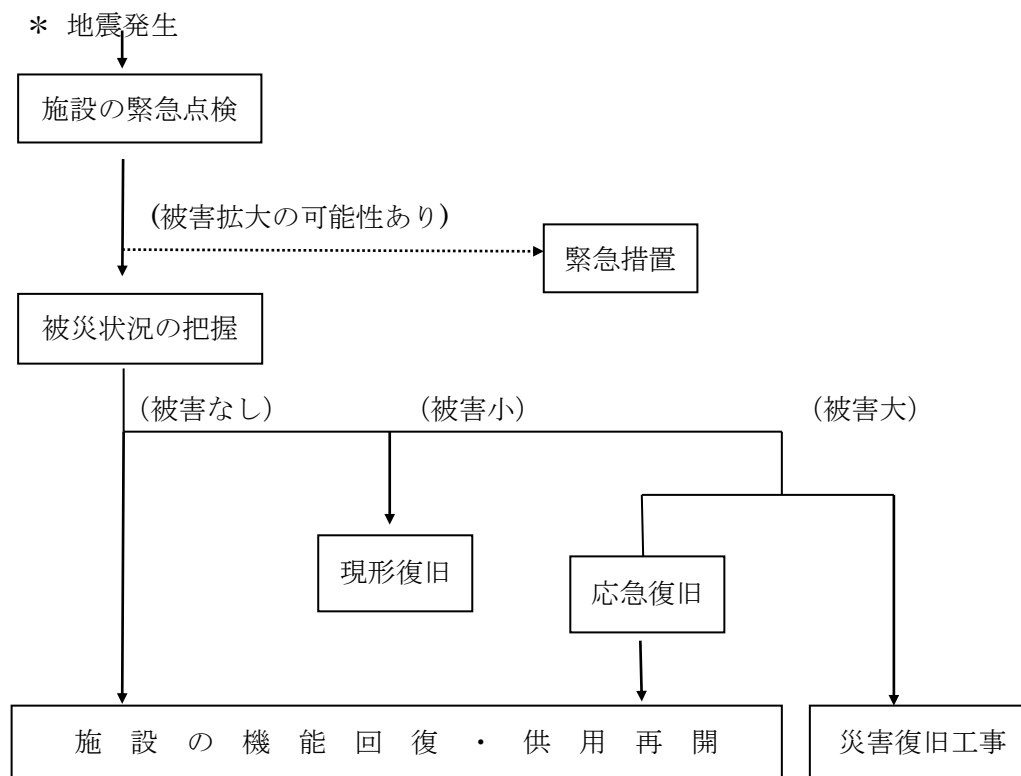 ＊ 地震発生
施設の緊急点検
(被害拡大の可能性あり)
緊急措置
被災状況の把握
（被害なし）
（被害小）
（被害大）
現形復旧
応急復旧
施設の機能回復・供用再開
災害復旧工事